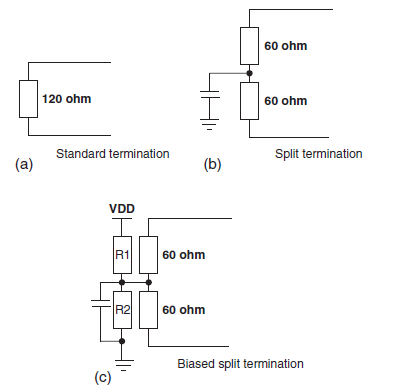 60 ohm
120 ohm
60 ohm
Standard termination
Split termination
(a)
(b)
VDD
R1
60 ohm
R2
60 ohm
Biased split termination
(c)